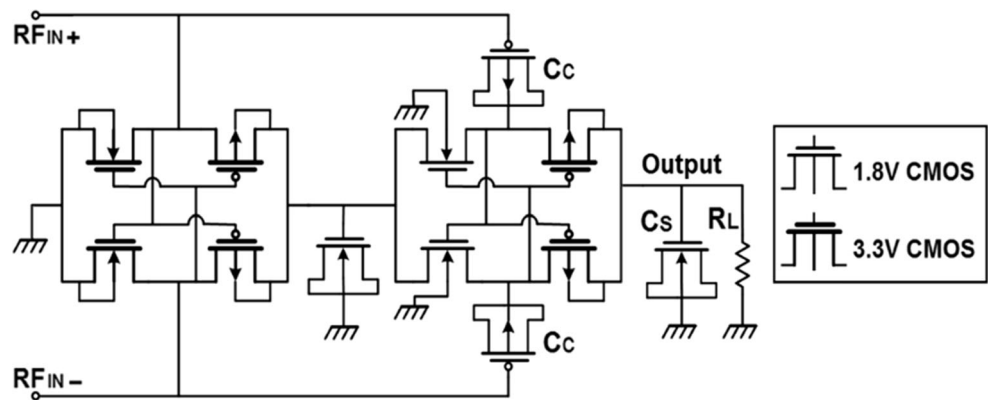 RFIN+
CC
Output
CS
RL
1.8V CMOS
3.3V CMOS
CC
RFIN-